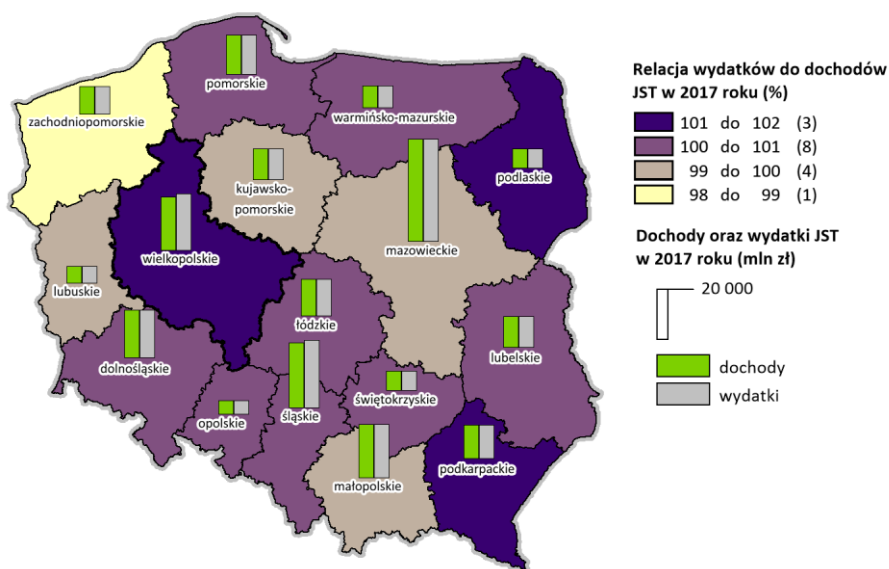 pomorskie
zachodniopomorskie
warmińsko-mazurskie
podlaskie
kujawsko-
pomorskie
mazowieckie
wielkopolskie
lubuskie
łódzkie
lubelskie
dolnośląskie
opolskie
śląskie
świętokrzyskie
małopolskie
podkarpackie
Relacja wydatków do dochodów
JST w 2017 roku (%)
101 do 102 (3)
100 do 101 (8)
99 do 100 (4)
98 do 99 (1)
Dochody oraz wydatki JST
w 2017 roku (mln zł)
20 000
dochody
wydatki